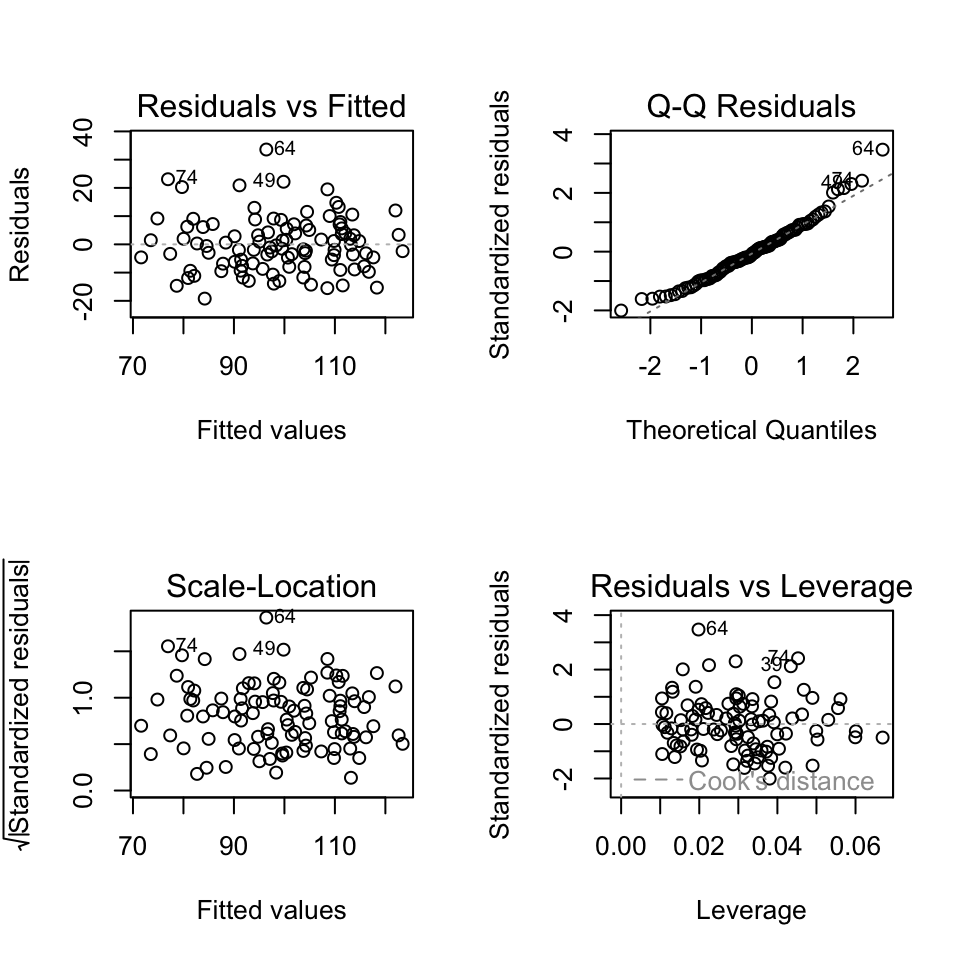 Residuals vs Fitted
Residuals
-20 0 20 40
64
74
49
70 90 110
Fitted values
Q-Q Residuals
Standardized residuals
-2 0 2 4
64
74
49
-2 -1 0 1 2
Theoretical Quantiles
Scale-Location
√|Standardized residuals|
0.0 1.0
64
74
49
70 90 110
Fitted values
Residuals vs Leverage
Standardized residuals
-2 0 2 4
64
74
39
Cook's distance
0.00 0.02 0.04 0.06
Leverage